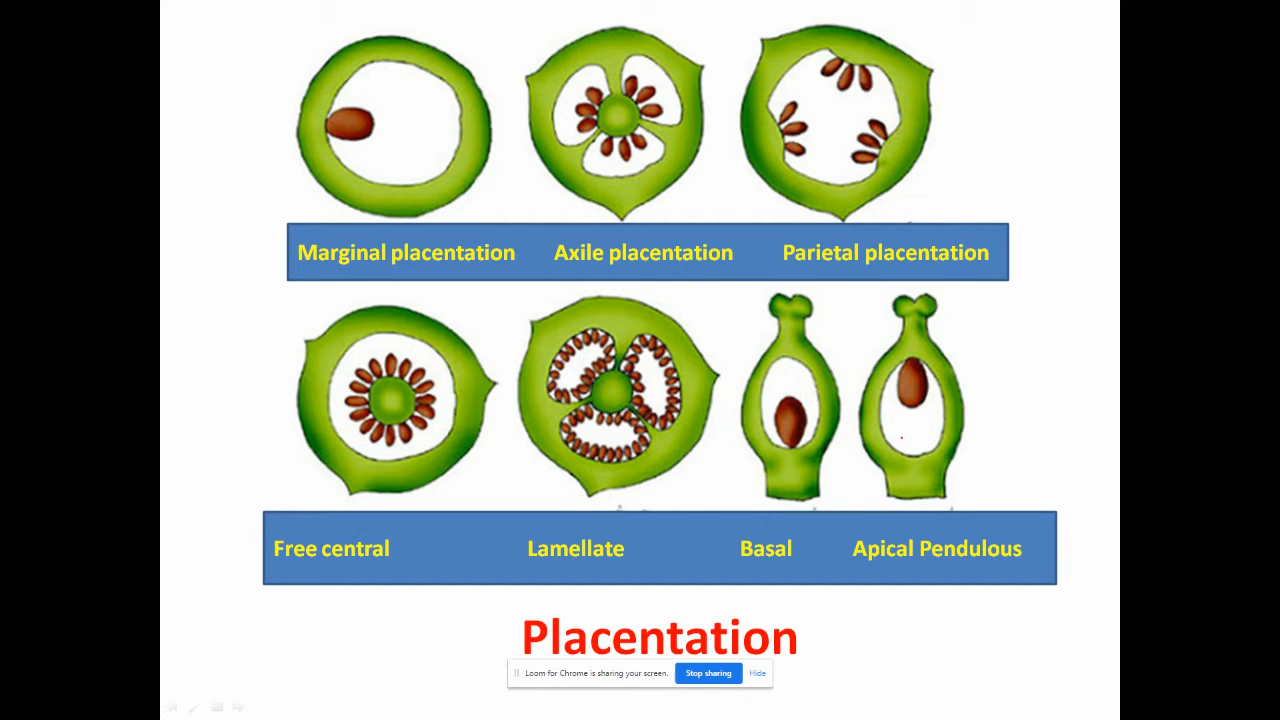 Marginal placentation Axile placentation Parietal placentation
Free central Lamellate Basal Apical Pendulous
Placentation
Loom for Chrome is sharing your screen. Stop sharing Hide